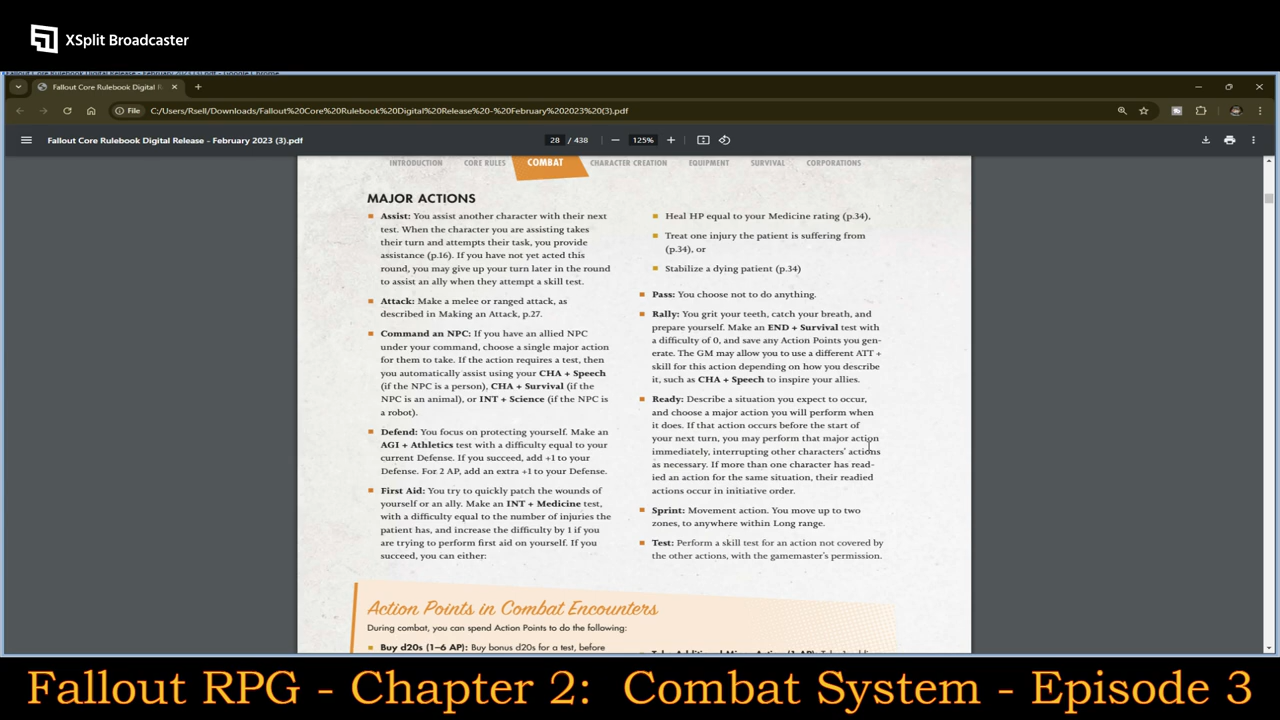 XSplit Broadcaster
Fallout Core Rulebook Digital Release - February 2023 (3).pdf - Google Chrome
Fallout Core Rulebook Digital R
File
C:/Users/Rsell/Downloads/Fallout%20Core%20Rulebook%20Digital%20Release%20-%20February%202023%20(3).pdf
Fallout Core Rulebook Digital Release - February 2023 (3).pdf
28 / 438
125%
INTRODUCTION CORE RULES COMBAT CHARACTER CREATION EQUIPMENT SURVIVAL CORPORATIONS
MAJOR ACTIONS
Assist: You assist another character with their next
test. When the character you are assisting takes
their turn and attempts their task, you provide
assistance (p.16). If you have not yet acted this
round, you may give up your turn later in the round
to assist an ally when they attempt a skill test.
Attack: Make a melee or ranged attack, as
described in Making an Attack, p.27.
Command an NPC: If you have an allied NPC
under your command, choose a single major action
for them to take. If the action requires a test, then
you automatically assist using your CHA + Speech
(if the NPC is a person), CHA + Survival (if the
NPC is an animal), or INT + Science (if the NPC is
a robot).
Defend: You focus on protecting yourself. Make an
AGI + Athletics test with a difficulty equal to your
current Defense. If you succeed, add +1 to your
Defense. For 2 AP, add an extra +1 to your Defense.
First Aid: You try to quickly patch the wounds of
yourself or an ally. Make an INT + Medicine test,
with a difficulty equal to the number of injuries the
patient has, and increase the difficulty by 1 if you
are trying to perform first aid on yourself. If you
succeed, you can either:
Heal HP equal to your Medicine rating (p.34),
Treat one injury the patient is suffering from
(p.34), or
Stabilize a dying patient (p.34)
Pass: You choose not to do anything.
Rally: You grit your teeth, catch your breath, and
prepare yourself. Make an END + Survival test with
a difficulty of 0, and save any Action Points you gen-
erate. The GM may allow you to use a different ATT +
skill for this action depending on how you describe
it, such as CHA + Speech to inspire your allies.
Ready: Describe a situation you expect to occur,
and choose a major action you will perform when
it does. If that action occurs before the start of
your next turn, you may perform that major action
immediately, interrupting other characters' actions
as necessary. If more than one character has read-
ied an action for the same situation, their readied
actions occur in initiative order.
Sprint: Movement action. You move up to two
zones, to anywhere within Long range.
Test: Perform a skill test for an action not covered by
the other actions, with the gamemaster's permission.
Action Points in Combat Encounters
During combat, you can spend Action Points to do the following:
Buy d20s (1–6 AP): Buy bonus d20s for a test, before
Fallout RPG - Chapter 2: Combat System - Episode 3